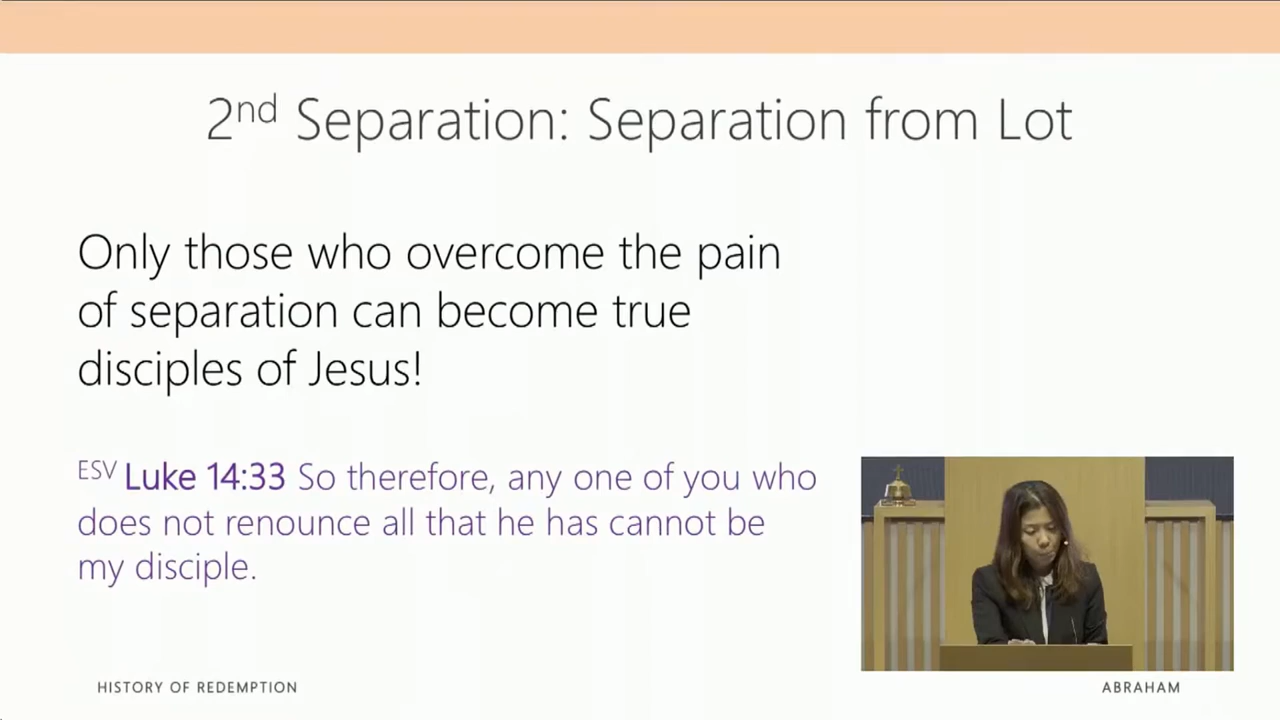 2nd Separation: Separation from Lot
Only those who overcome the pain
of separation can become true
disciples of Jesus!
ESV Luke 14:33 So therefore, any one of you who
does not renounce all that he has cannot be
my disciple.
HISTORY OF REDEMPTION
ABRAHAM